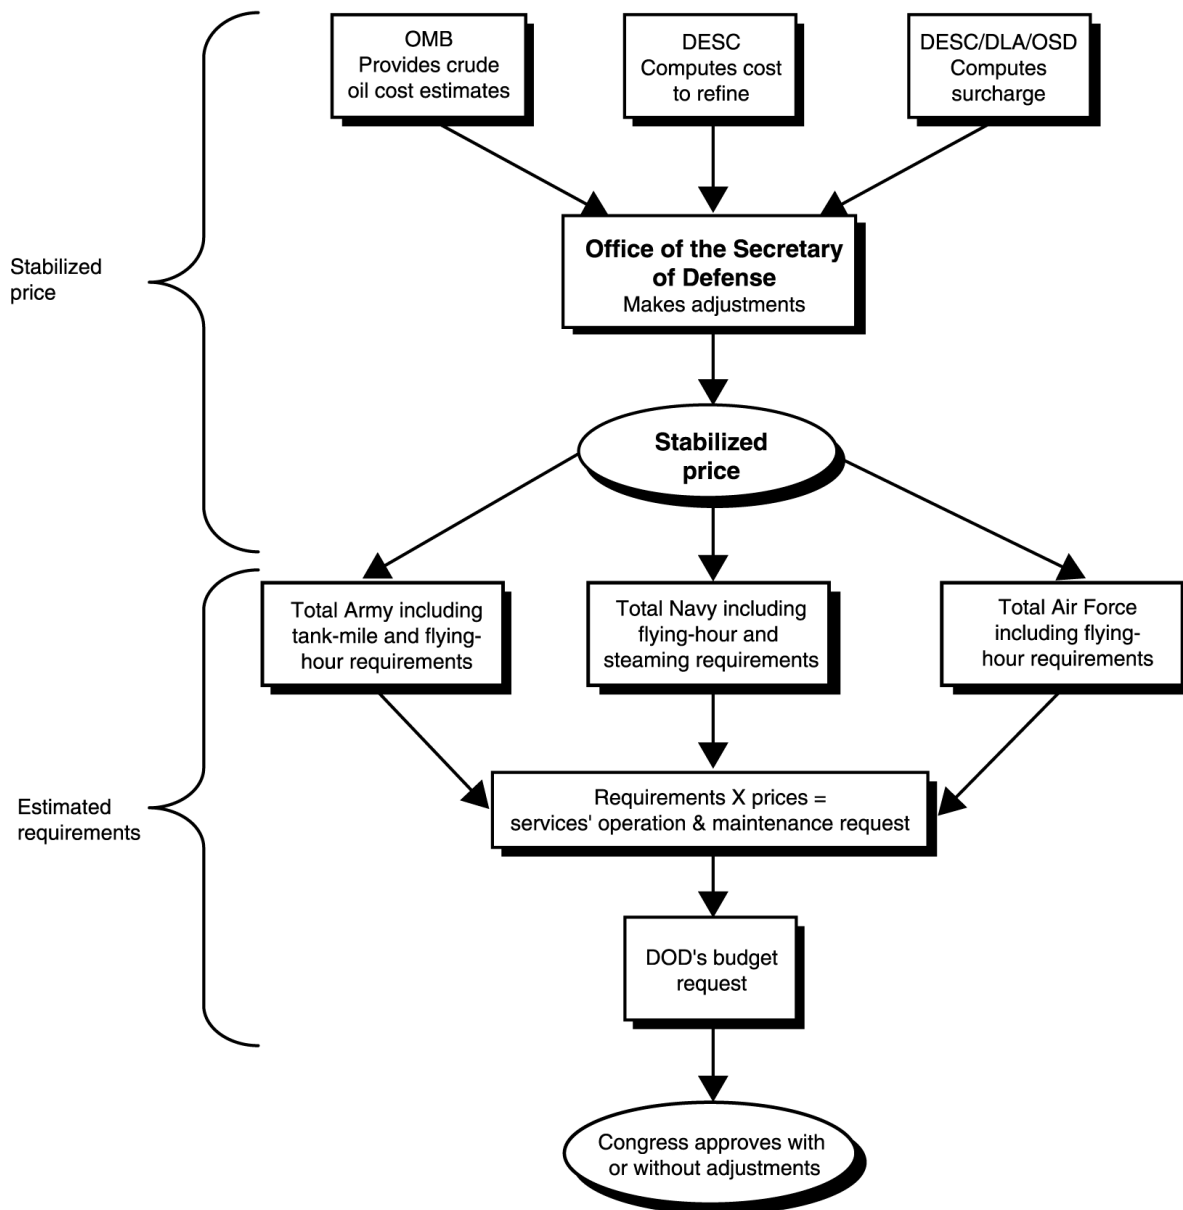 OMB
Provides crude
oil cost estimates
DESC
Computes cost
to refine
DESC/DLA/OSD
Computes
surcharge
Office of the Secretary
of Defense
Makes adjustments
Stabilized
price
Stabilized
price
Total Army including
tank-mile and flying-
hour requirements
Total Navy including
flying-hour and
steaming requirements
Total Air Force
including flying-
hour requirements
Estimated
requirements
Requirements X prices =
services' operation & maintenance request
DOD's budget
request
Congress approves with
or without adjustments